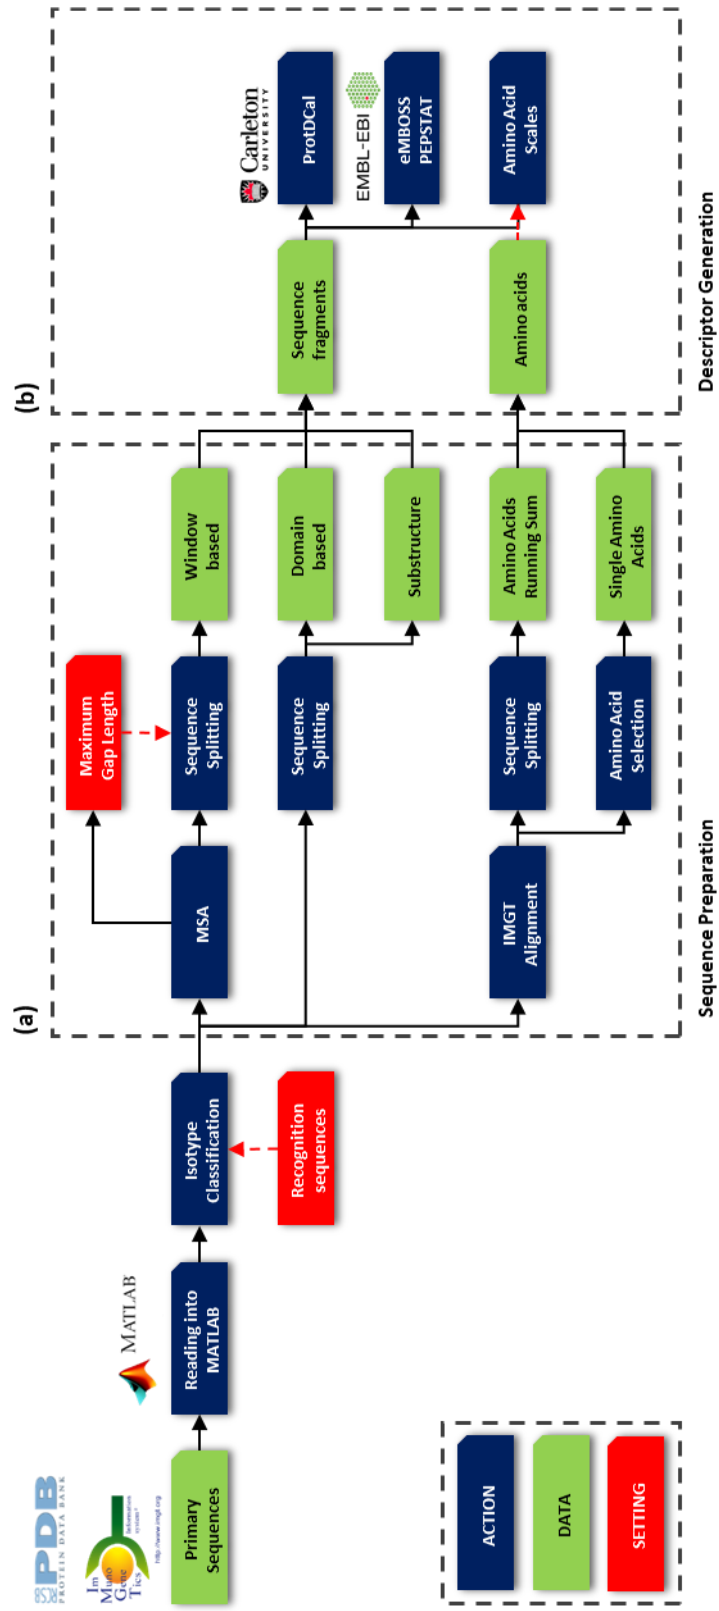 (a)
(b)
PDB
PROTEIN DATA BANK
Im
Muno
Gene
Tics
Information
system®
http://www.imgt.org
MATLAB
Primary
Sequences
Reading into
MATLAB
Isotype
Classification
Recognition
sequences
Maximum
Gap Length
MSA
Sequence
Splitting
Window
based
Sequence
Splitting
Domain
based
Substructure
IMGT
Alignment
Sequence
Splitting
Amino Acids
Running Sum
Amino Acid
Selection
Single Amino
Acids
Sequence
fragments
Amino acids
Carleton
UNIVERSITY
ProtDCal
EMBL-EBI
eMBOSS
PEPSTAT
Amino Acid
Scales
ACTION
DATA
SETTING
Sequence Preparation
Descriptor Generation